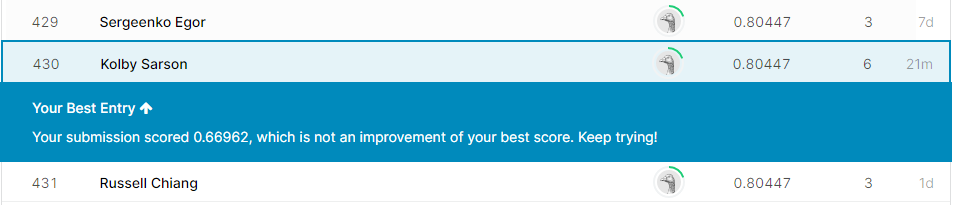 429 Sergeenko Egor 0.80447 3 7d
430 Kolby Sarson 0.80447 6 21m
Your Best Entry ↑
Your submission scored 0.66962, which is not an improvement of your best score. Keep trying!
431 Russell Chiang 0.80447 3 1d